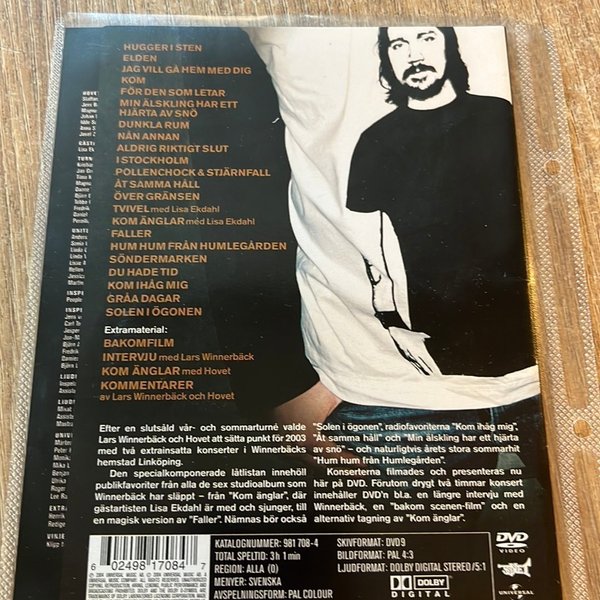 HUGGER I STEN
ELDEN
JAG VILL GÅ HEM MED DIG
KOM
FÖR DEN SOM LETAR
MIN ÄLSKLING HAR ETT
HJÄRTA AV SNÖ
DUNKLA RUM
NÅN ANNAN
ALDRIG RIKTIGT SLUT
I STOCKHOLM
POLLENCHOCK & STJÄRNFALL
ÅT SAMMA HÅLL
ÖVER GRÄNSEN
TVIVEL med Lisa Ekdahl
KOM ÄNGLAR med Lisa Ekdahl
FALLER
HUM HUM FRÅN HUMLEGÅRDEN
SÖNDERMARKEN
DU HADE TID
KOM IHÅG MIG
GRÅA DAGAR
SOLEN I ÖGONEN
Extramaterial:
BAKOMFILM
INTERVJU med Lars Winnerbäck
KOM ÄNGLAR med Hovet
KOMMENTARER
av Lars Winnerbäck och Hovet
Efter en slutsåld vår- och sommarturné valde
Lars Winnerbäck och Hovet att sätta punkt för 2003
med två extrainsatta konserter i Winnerbäcks
hemstad Linköping.
Den specialkomponerade låtlistan innehöll
publikfavoriter från alla de sex studioalbum som
Winnerbäck har släppt - från "Kom änglar", där
gästartisten Lisa Ekdahl är med och sjunger, till
en magisk version av "Faller". Nämnas bör också
"Solen i ögonen", radiofavoriterna "Kom ihåg mig",
"Åt samma håll" och "Min älskling har ett hjärta
av snö" – och naturligtvis årets stora sommarhit
"Hum hum från Humlegården".
Konserterna filmades och presenteras nu
här på DVD. Förutom drygt två timmar konsert
innehåller DVD'n bl.a. en längre intervju med
Winnerbäck, en "bakom scenen-film" och en
alternativ tagning av "Kom änglar".
6 02498 17084 7
KATALOGNUMMER: 981 708-4
TOTAL SPELTID: 3h 1 min
REGION: ALLA (0)
MENYER: SVENSKA
AVSPELNINGSFORM: PAL COLOUR
SKIVFORMAT: DVD 9
BILDFORMAT: PAL 4:3
LJUDFORMAT: DOLBY DIGITAL STEREO /5:1
DOLBY
DIGITAL
DVD
VIDEO
UNIVERSAL